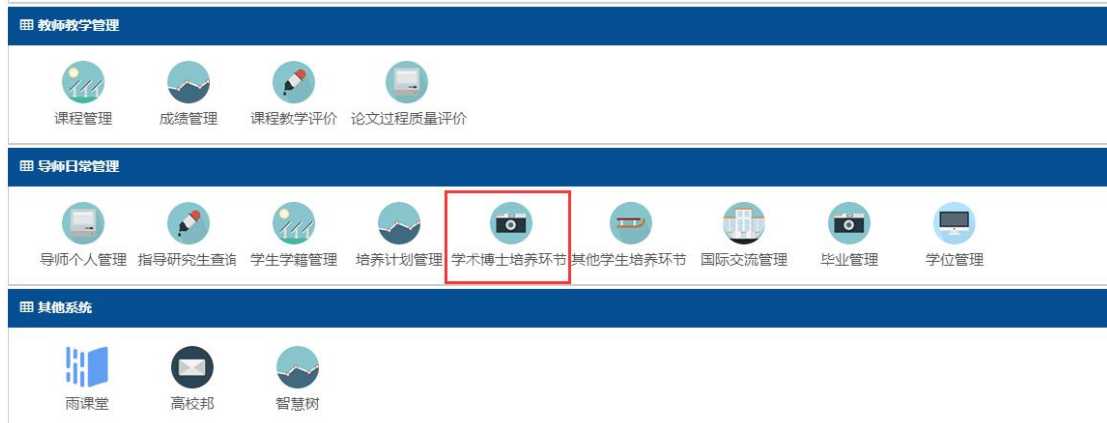 教师教学管理
课程管理 成绩管理 课程教学评价 论文过程质量评价
导师日常管理
导师个人管理 指导研究生查询 学生学籍管理 培养计划管理 学术博士培养环节 其他学生培养环节 国际交流管理 毕业管理 学位管理
其他系统
雨课堂 高校邦 智慧树